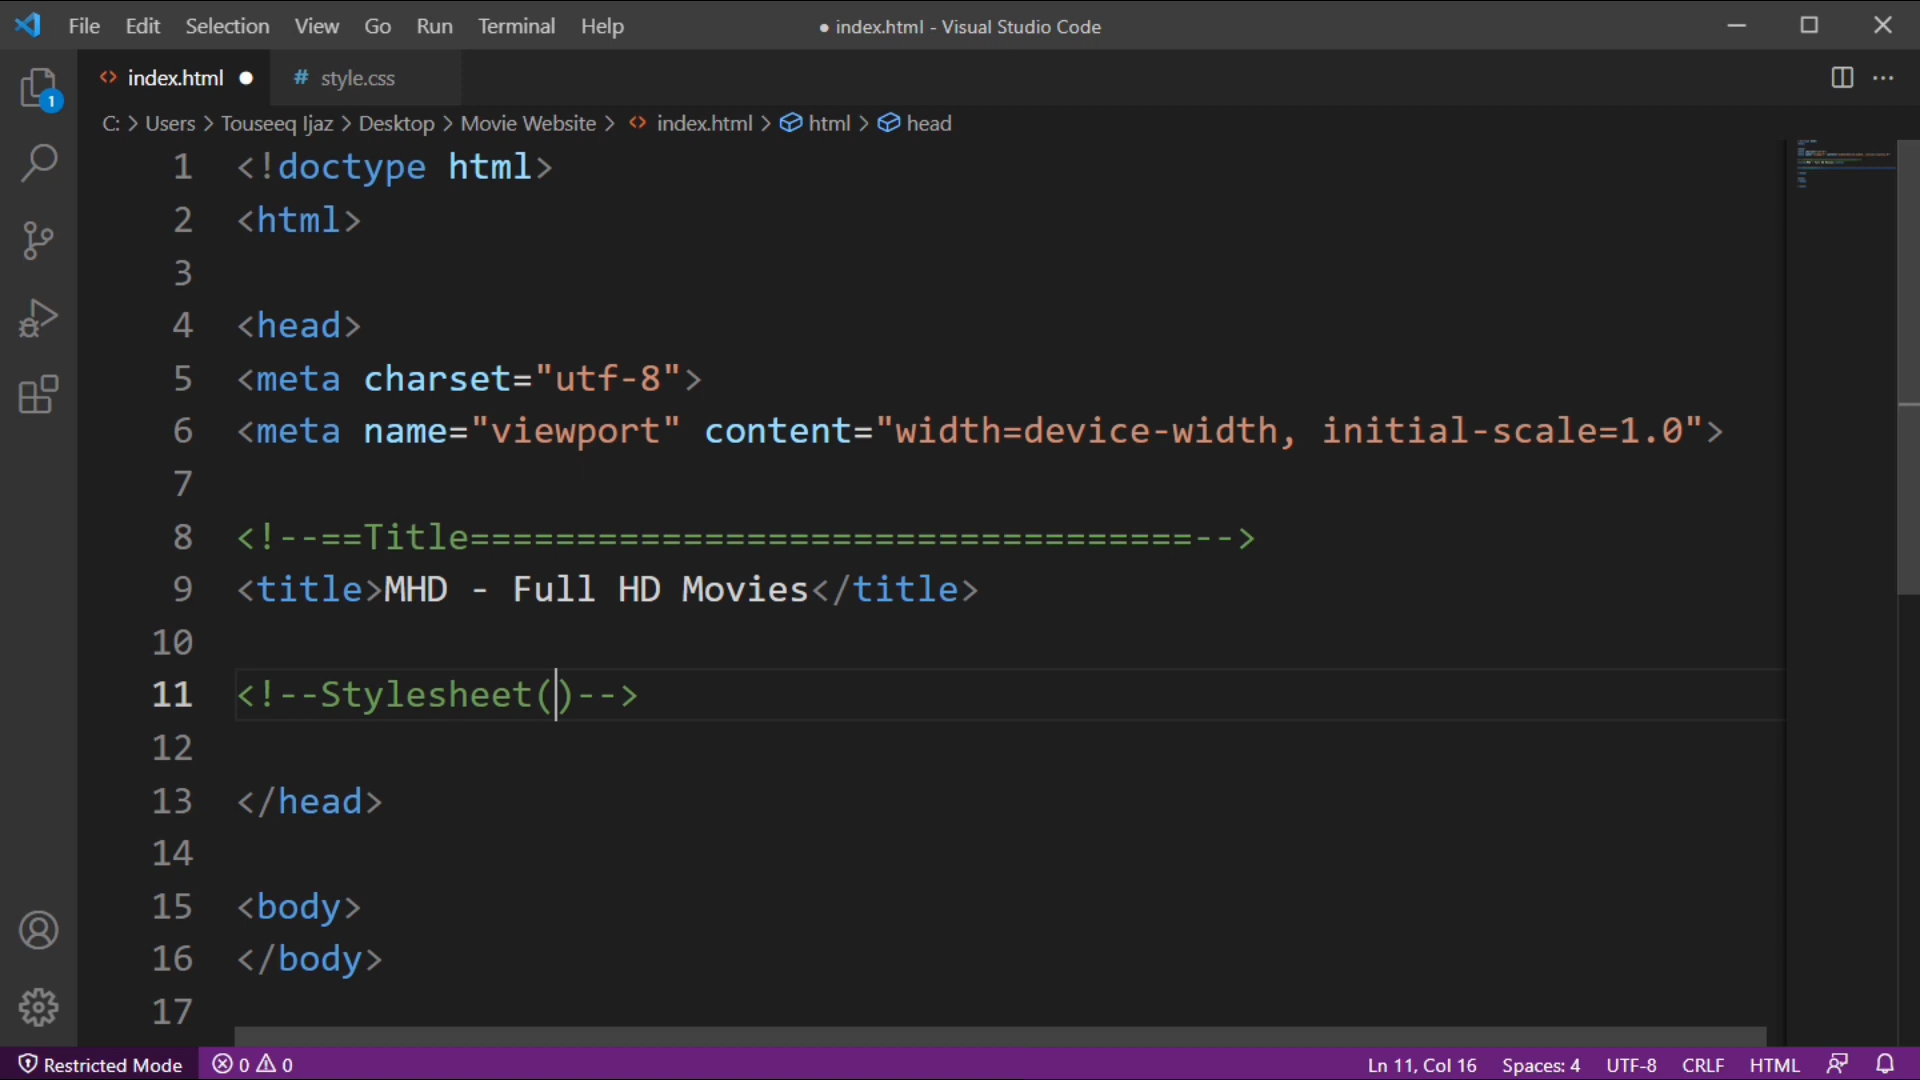 File Edit Selection View Go Run Terminal Help ● index.html - Visual Studio Code
<> index.html ● # style.css
C: > Users > Touseeq Ijaz > Desktop > Movie Website > <> index.html > html > head
1 <!doctype html>
2 <html>
3
4 <head>
5 <meta charset="utf-8">
6 <meta name="viewport" content="width=device-width, initial-scale=1.0">
7
8 <!--==Title==================================-->
9 <title>MHD - Full HD Movies</title>
10
11 <!--Stylesheet()-->
12
13 </head>
14
15 <body>
16 </body>
17
1
Restricted Mode 0 0 Ln 11, Col 16 Spaces: 4 UTF-8 CRLF HTML